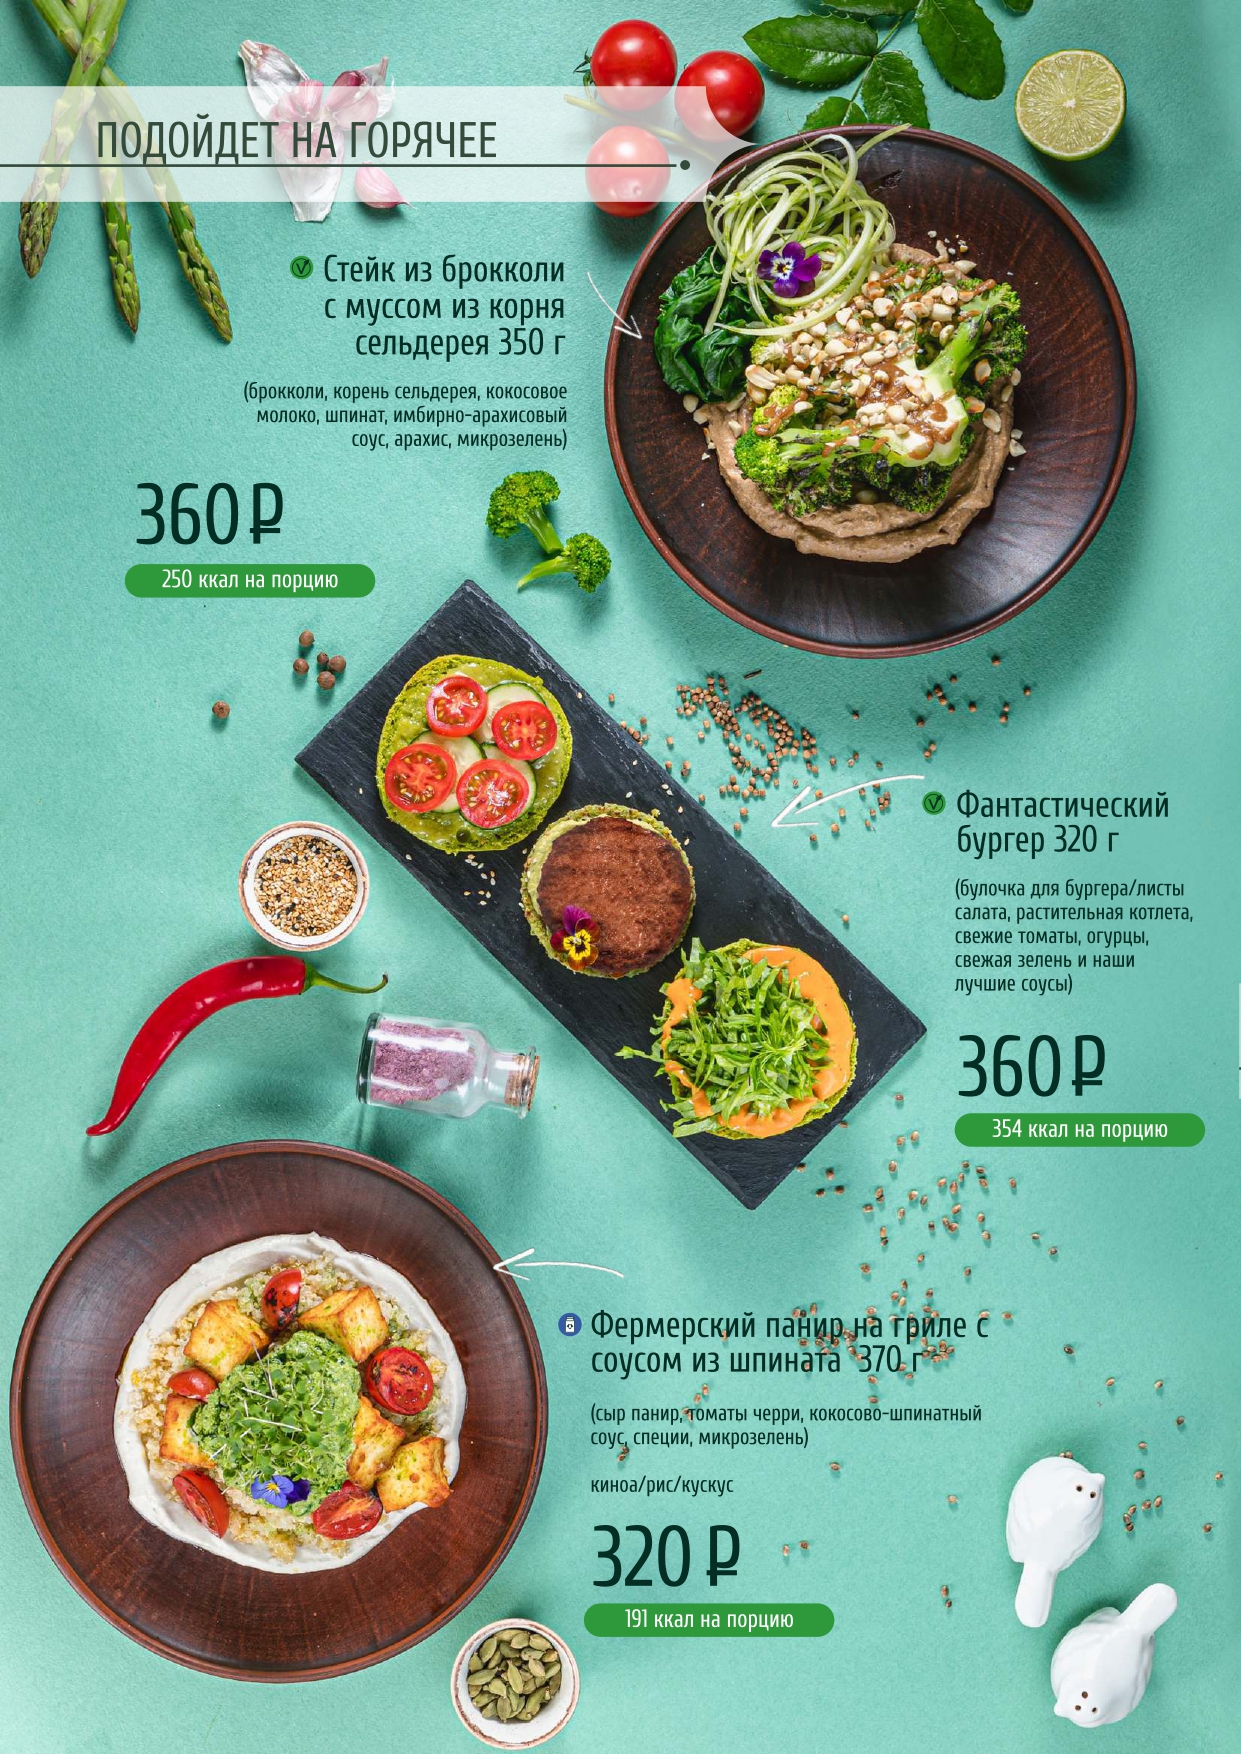 ПОДОЙДЕТ НА ГОРЯЧЕЕ
Стейк из брокколи
с муссом из корня
сельдерея 350 г
(брокколи, корень сельдерея, кокосовое
молоко, шпинат, имбирно-арахисовый
соус, арахис, микрозелень)
360 ₽
250 ккал на порцию
Фантастический
бургер 320 г
(булочка для бургера/листы
салата, растительная котлета,
свежие томаты, огурцы,
свежая зелень и наши
лучшие соусы)
360 ₽
354 ккал на порцию
Фермерский панир на гриле с
соусом из шпината 370 г
(сыр панир, томаты черри, кокосово-шпинатный
соус, специи, микрозелень)
киноа/рис/кускус
320 ₽
191 ккал на порцию